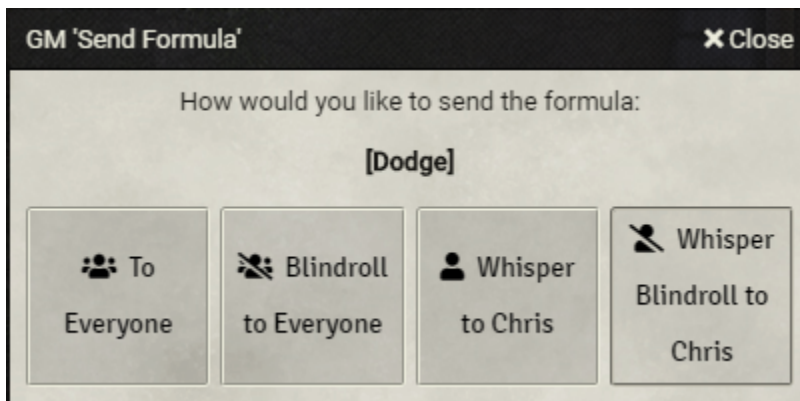 GM 'Send Formula'
Close
How would you like to send the formula:
[Dodge]
To
Everyone
Blindroll
to Everyone
Whisper
to Chris
Whisper
Blindroll to
Chris